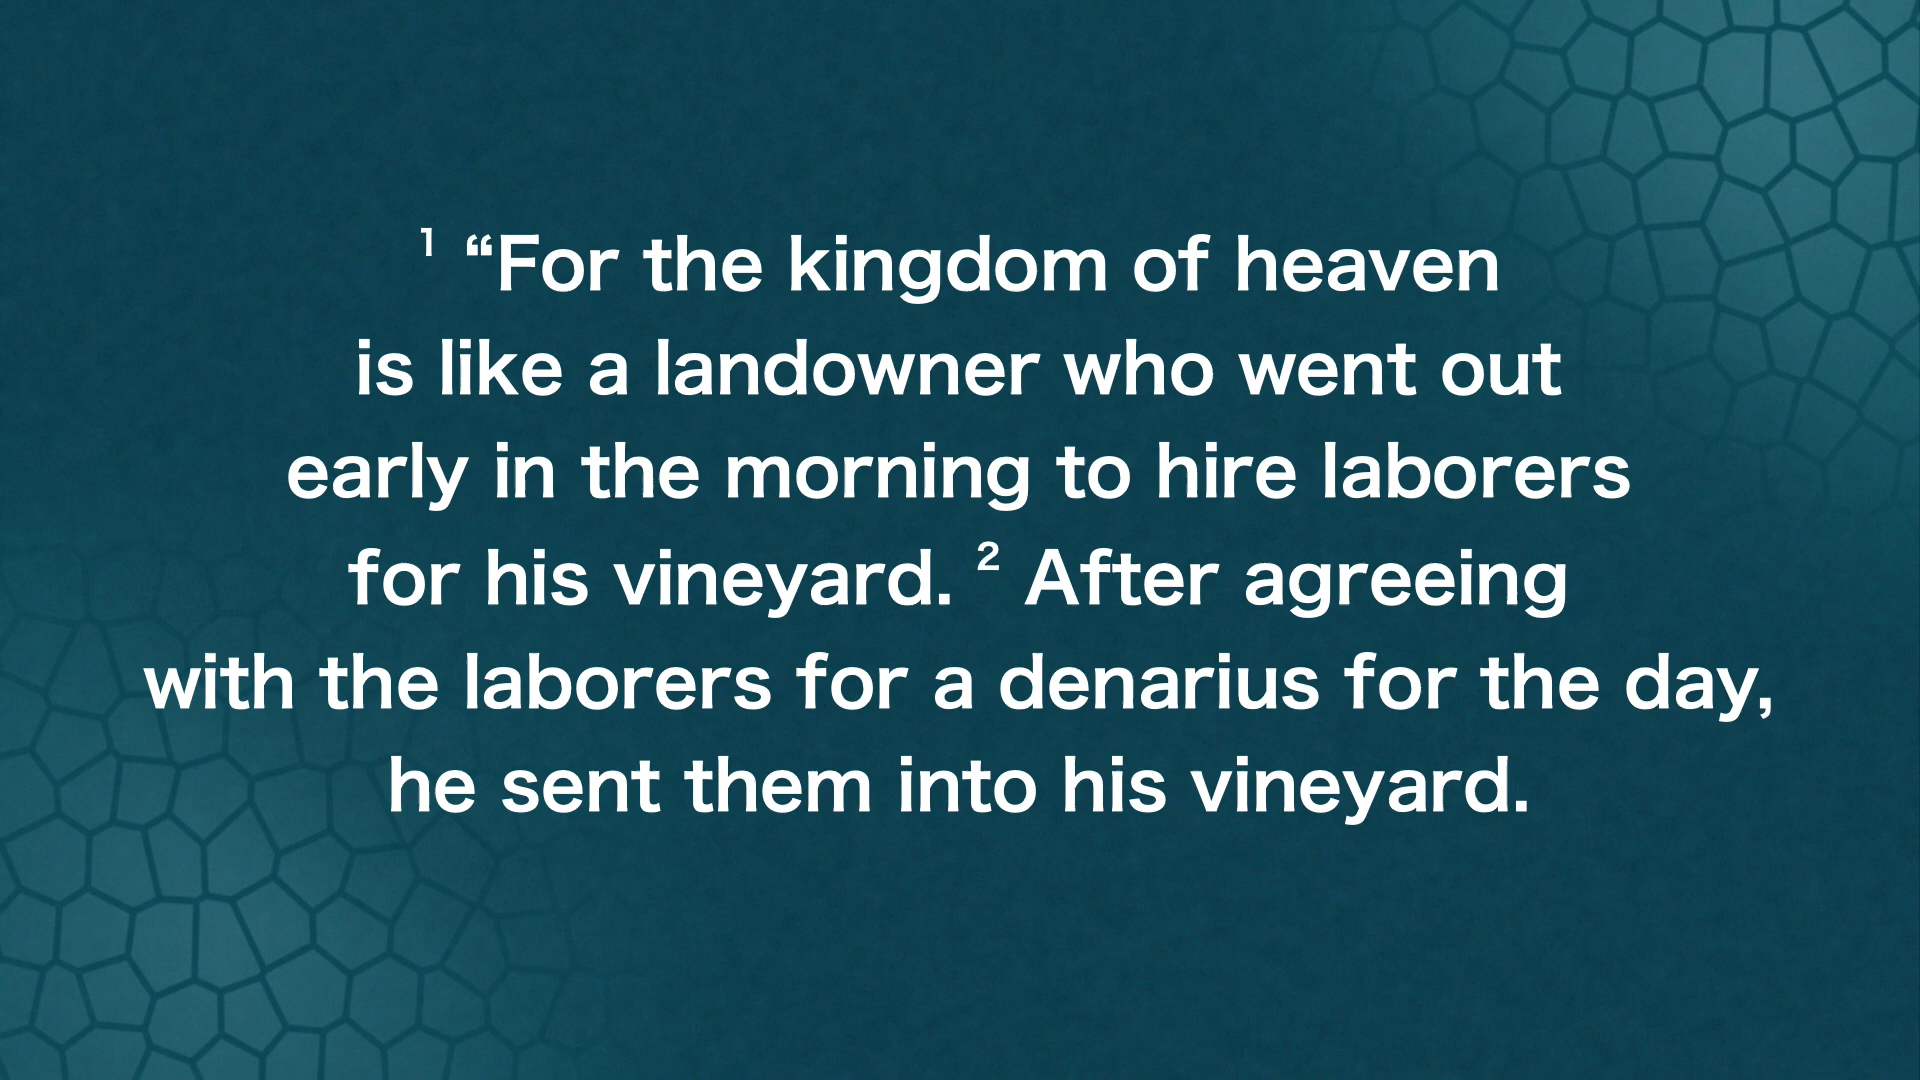 ¹ “For the kingdom of heaven
is like a landowner who went out
early in the morning to hire laborers
for his vineyard. ² After agreeing
with the laborers for a denarius for the day,
he sent them into his vineyard.